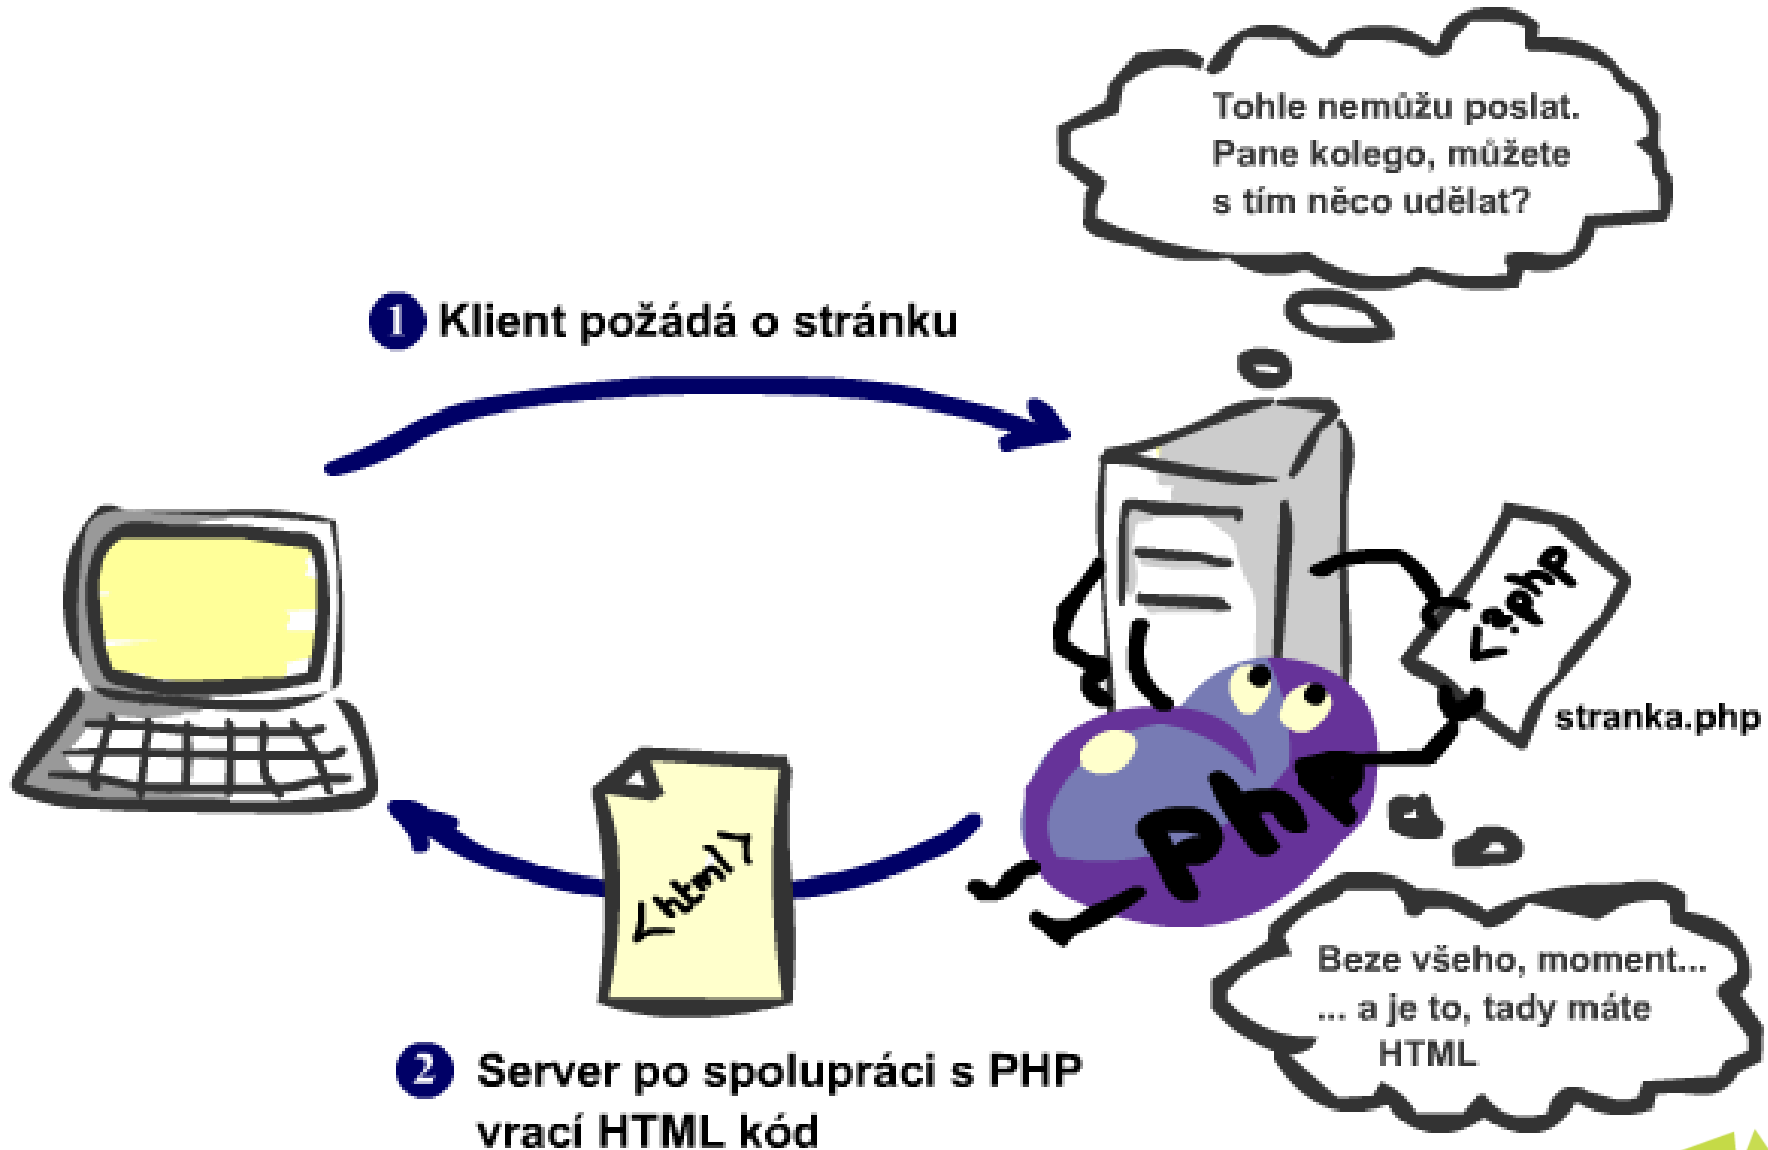 Tohle nemůžu poslat.
Pane kolego, můžete
s tím něco udělat?
1 Klient požádá o stránku
<?php
stranka.php
php
<html>
Beze všeho, moment...
... a je to, tady máte
HTML
2 Server po spolupráci s PHP
vrací HTML kód